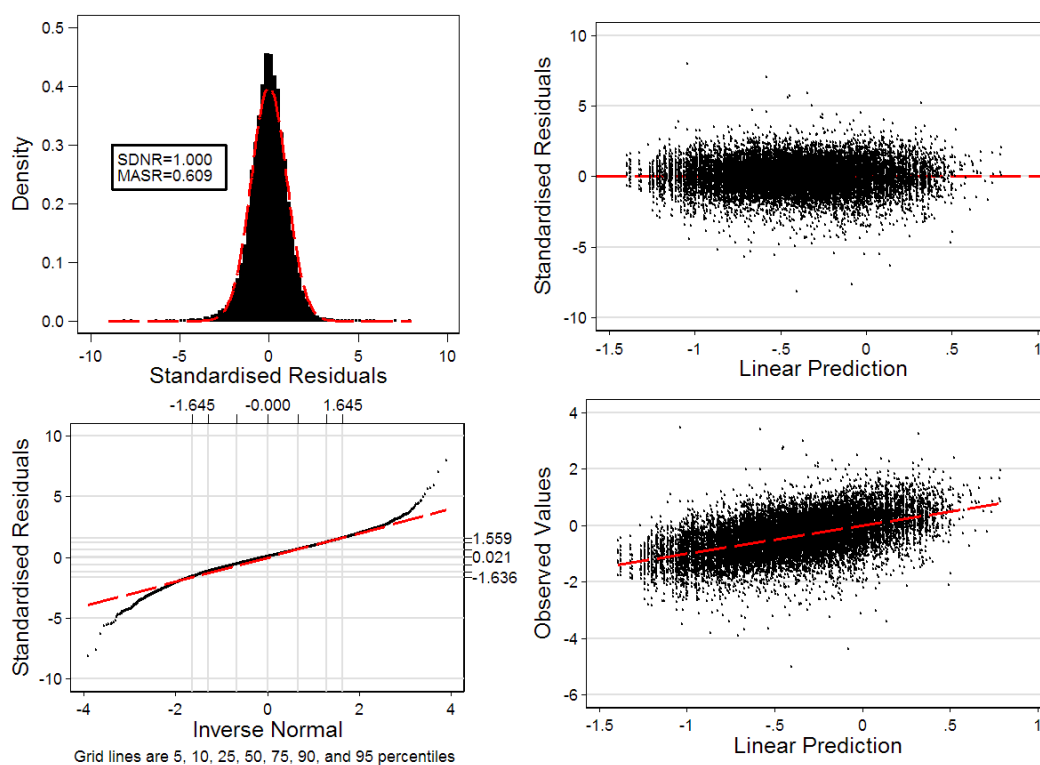 0.5
0.4
0.3
0.2
0.1
0.0
Density
SDNR=1.000
MASR=0.609
-10 -5 0 5 10
Standardised Residuals
10
5
0
-5
-10
Standardised Residuals
-1.5 -1 -.5 0 .5 1
Linear Prediction
-1.645 -0.000 1.645
10
5
0
-5
-10
Standardised Residuals
1.559
0.021
-1.636
-4 -2 0 2 4
Inverse Normal
Grid lines are 5, 10, 25, 50, 75, 90, and 95 percentiles
4
2
0
-2
-4
-6
Observed Values
-1.5 -1 -.5 0 .5 1
Linear Prediction